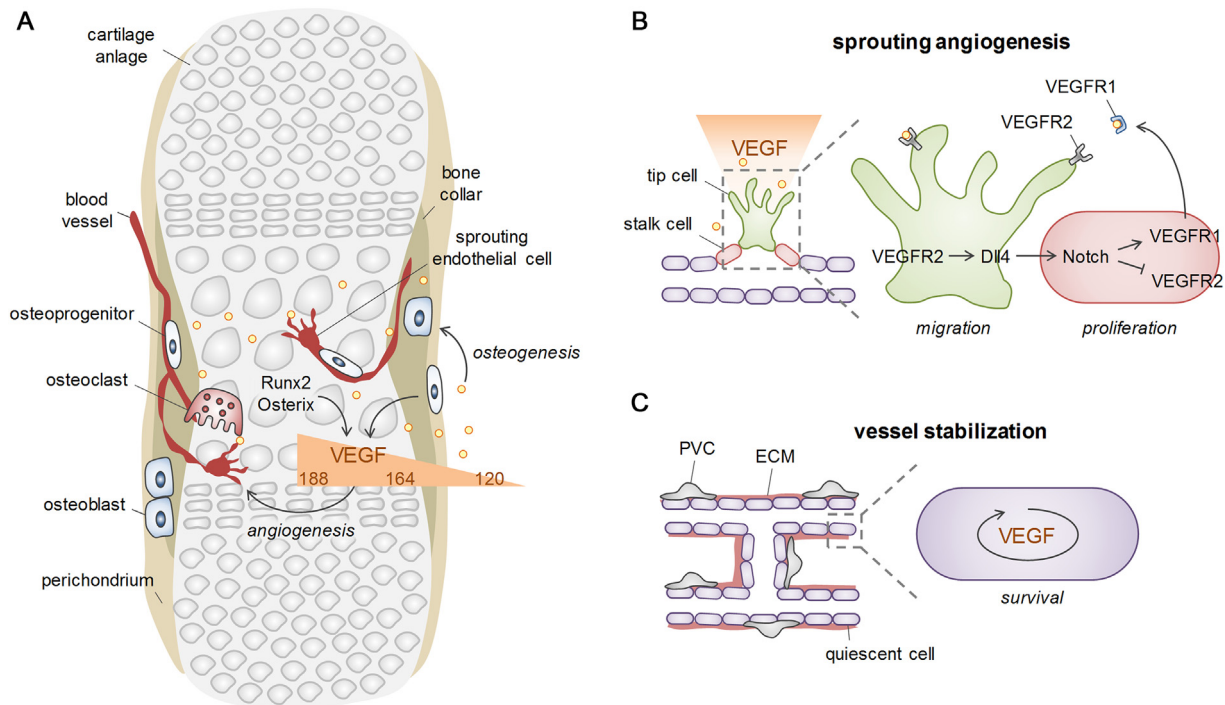 A
cartilage
anlage
blood
vessel
bone
collar
sprouting
endothelial cell
osteoprogenitor
osteogenesis
osteoclast
Runx2
Osterix
VEGF
188 164 120
osteoblast
angiogenesis
perichondrium
B
sprouting angiogenesis
VEGFR1
VEGFR2
VEGF
tip cell
stalk cell
VEGFR2 Dll4 Notch VEGFR1
VEGFR2
migration proliferation
C
vessel stabilization
PVC ECM
VEGF
survival
quiescent cell